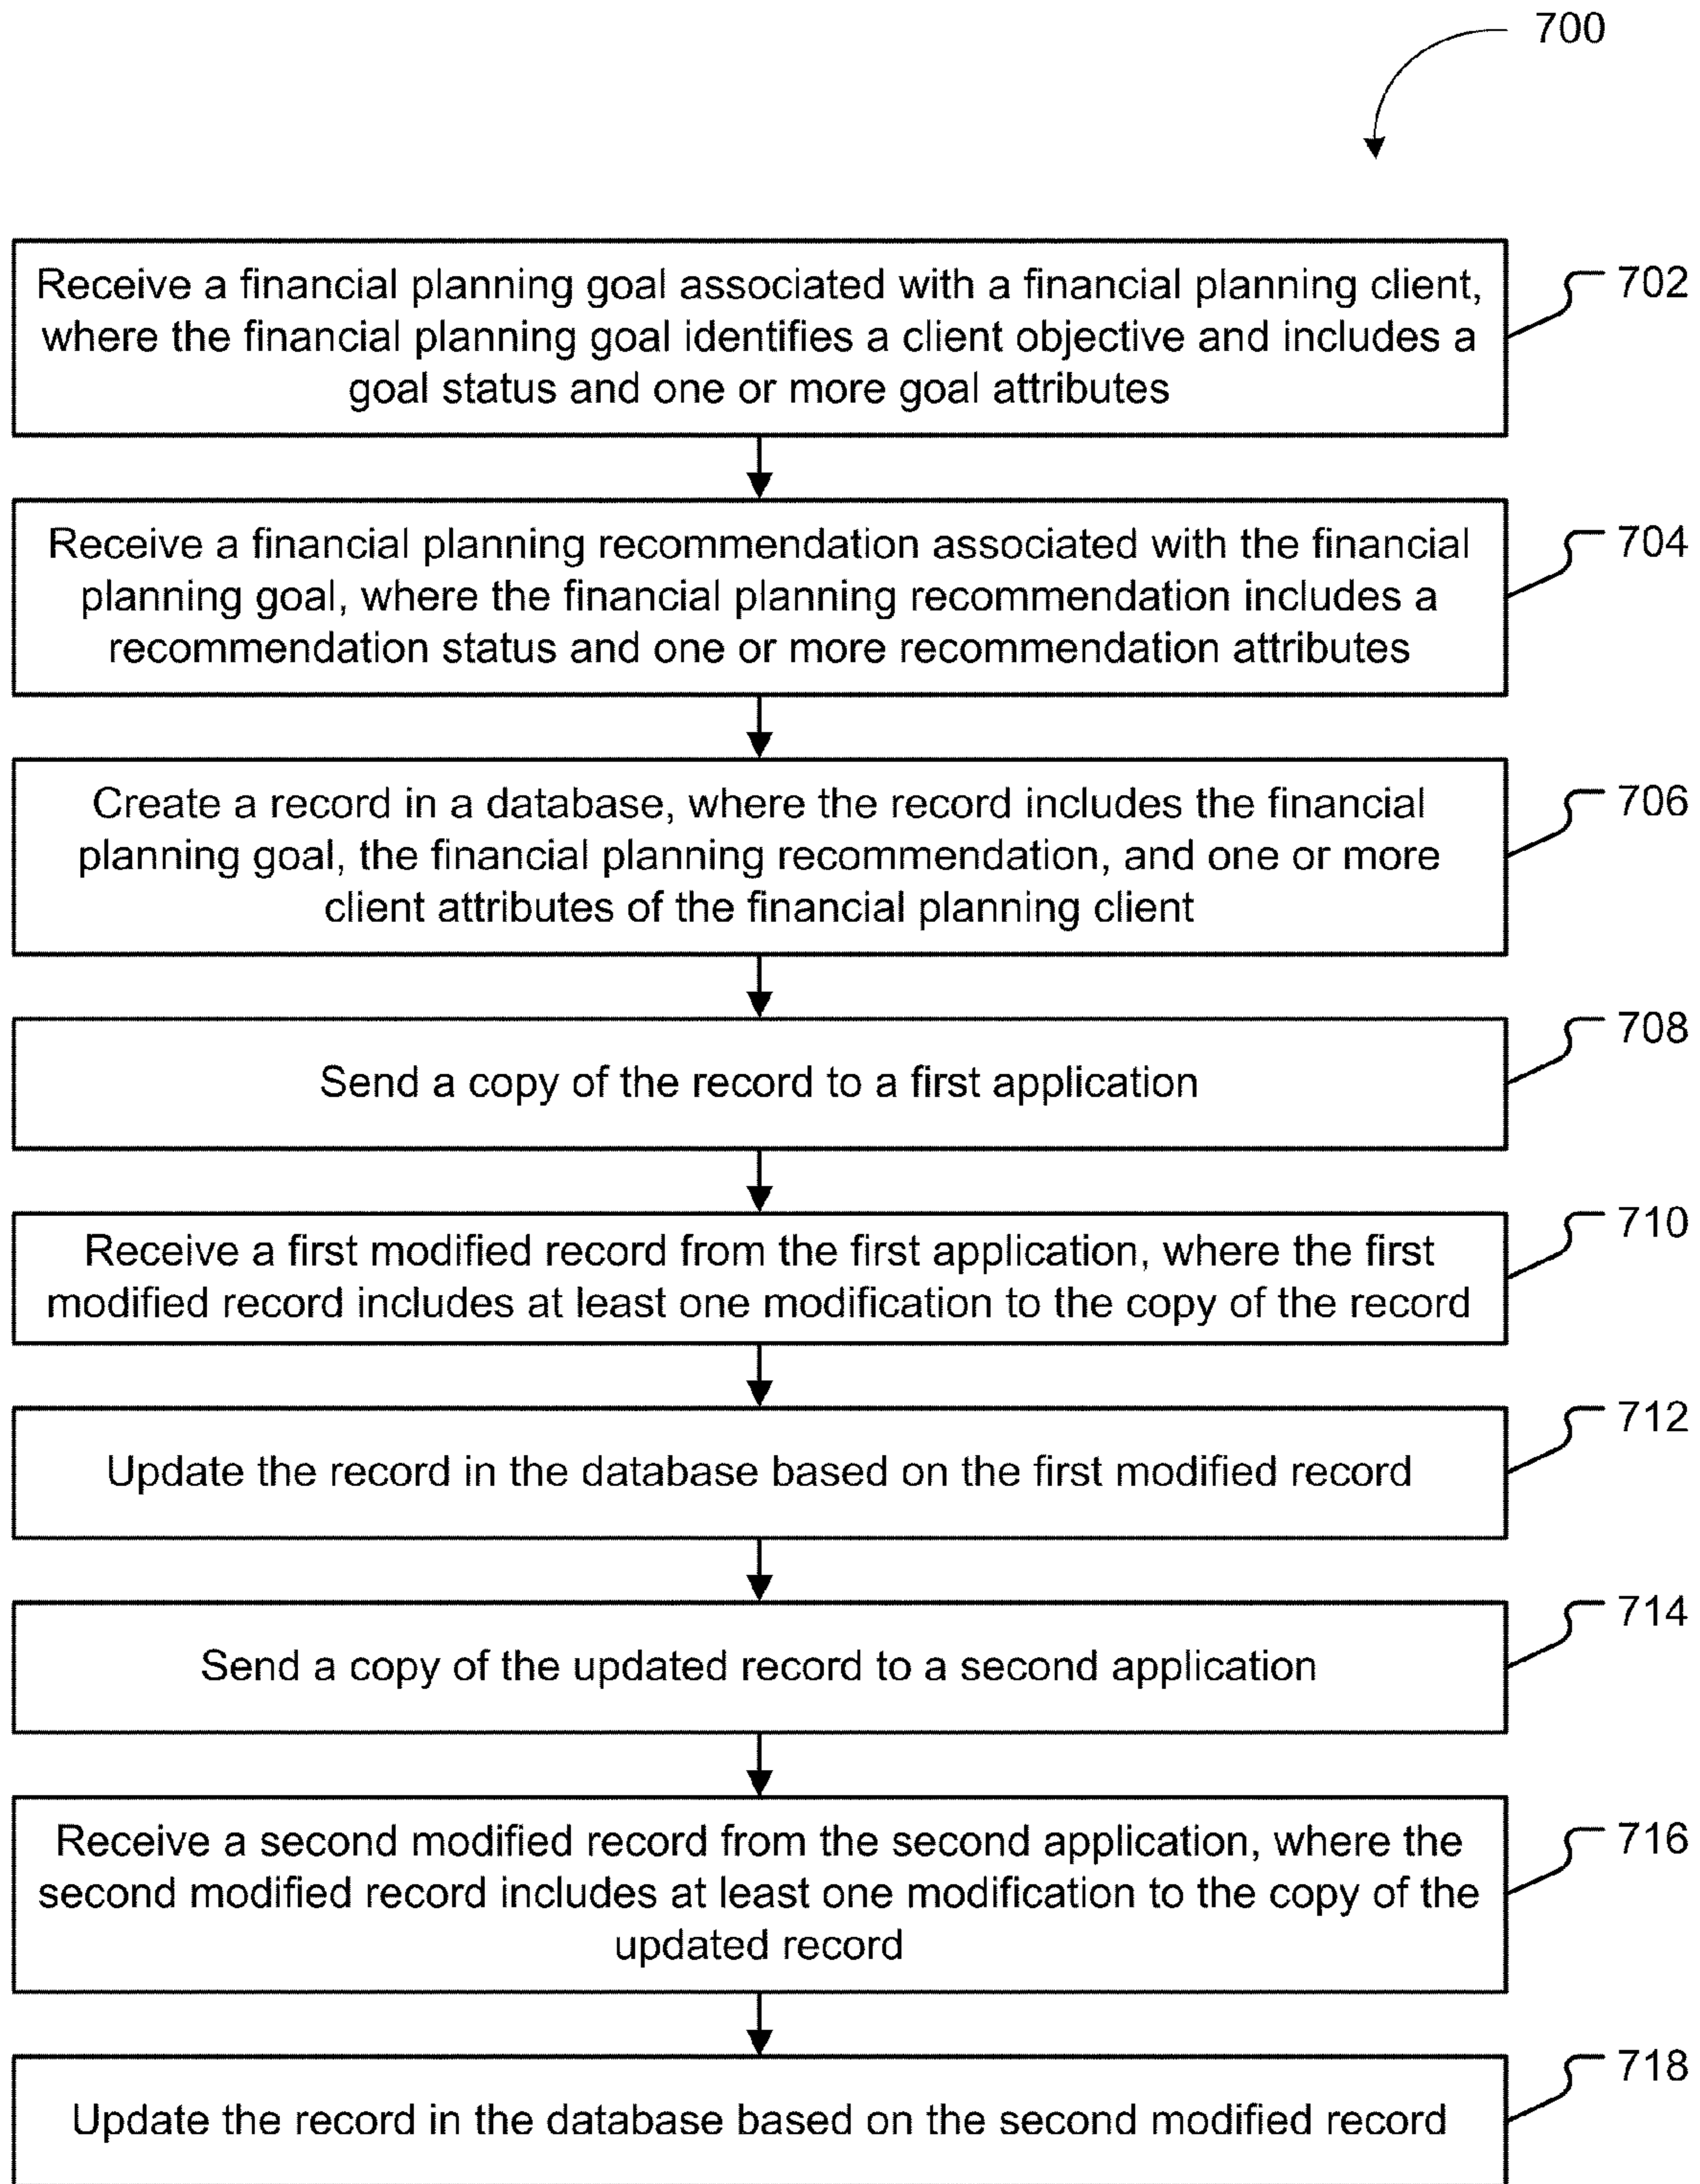 700
Receive a financial planning goal associated with a financial planning client,
where the financial planning goal identifies a client objective and includes a
goal status and one or more goal attributes
702
Receive a financial planning recommendation associated with the financial
planning goal, where the financial planning recommendation includes a
recommendation status and one or more recommendation attributes
704
Create a record in a database, where the record includes the financial
planning goal, the financial planning recommendation, and one or more
client attributes of the financial planning client
706
Send a copy of the record to a first application
708
Receive a first modified record from the first application, where the first
modified record includes at least one modification to the copy of the record
710
Update the record in the database based on the first modified record
712
Send a copy of the updated record to a second application
714
Receive a second modified record from the second application, where the
second modified record includes at least one modification to the copy of the
updated record
716
Update the record in the database based on the second modified record
718